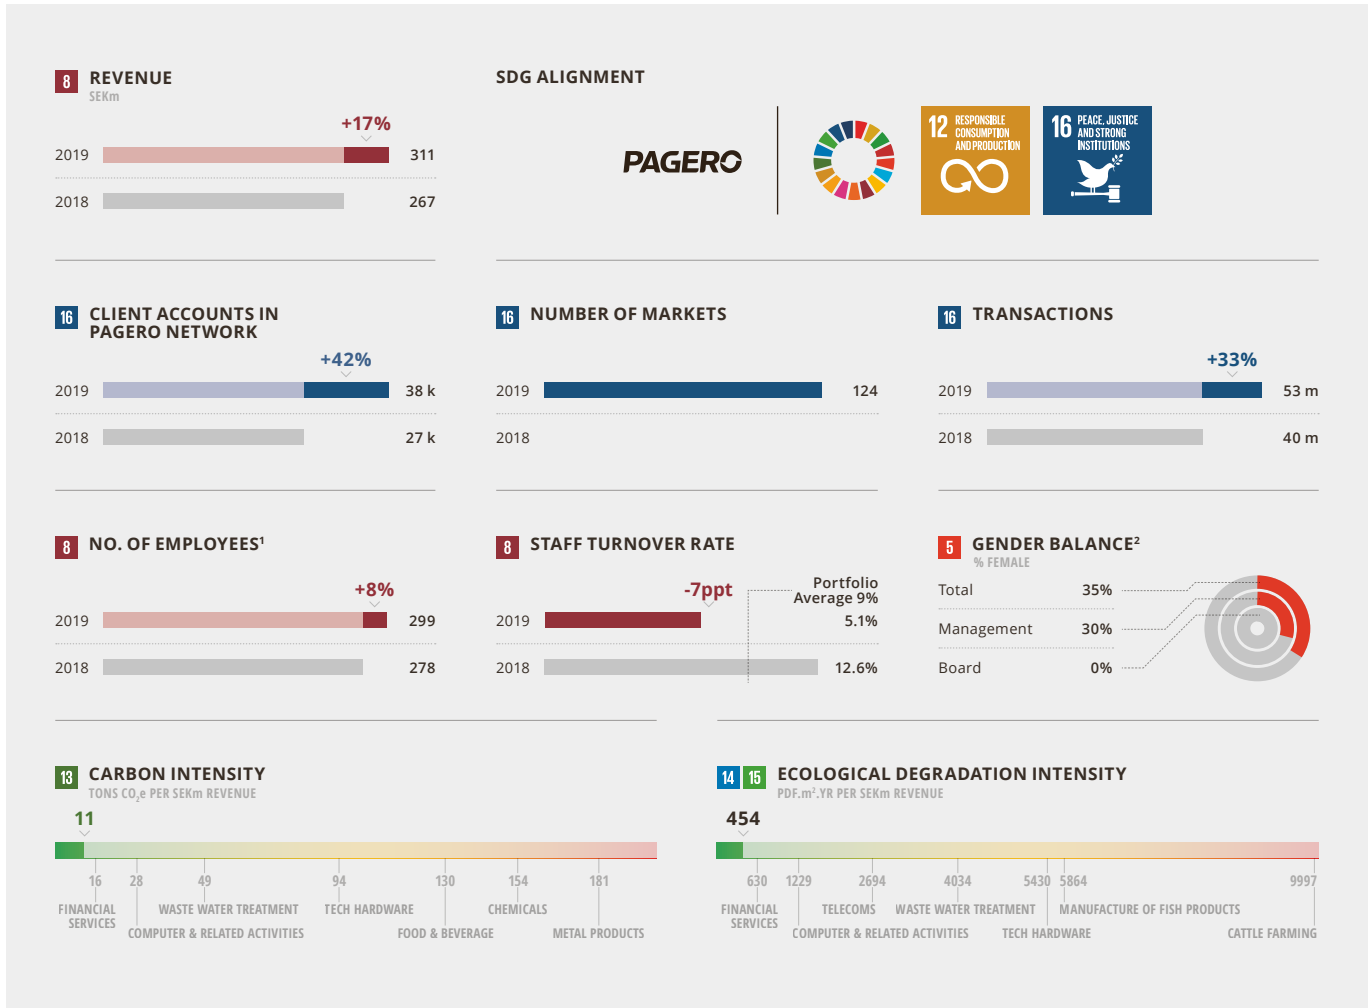 8 REVENUE
SEKm
+17%
2019 311
2018 267
SDG ALIGNMENT
PAGERO
12 RESPONSIBLE
CONSUMPTION
AND PRODUCTION
16 PEACE, JUSTICE
AND STRONG
INSTITUTIONS
16 CLIENT ACCOUNTS IN
PAGERO NETWORK
+42%
2019 38 k
2018 27 k
16 NUMBER OF MARKETS
2019 124
2018
16 TRANSACTIONS
+33%
2019 53 m
2018 40 m
8 NO. OF EMPLOYEES¹
+8%
2019 299
2018 278
8 STAFF TURNOVER RATE
-7ppt
Portfolio
Average 9%
2019 5.1%
2018 12.6%
5 GENDER BALANCE²
% FEMALE
Total 35%
Management 30%
Board 0%
13 CARBON INTENSITY
TONS CO₂e PER SEKm REVENUE
11
16 28 49 94 130 154 181
FINANCIAL
SERVICES
WASTE WATER TREATMENT
TECH HARDWARE
CHEMICALS
COMPUTER & RELATED ACTIVITIES
FOOD & BEVERAGE
METAL PRODUCTS
14 15 ECOLOGICAL DEGRADATION INTENSITY
PDF.m².YR PER SEKm REVENUE
454
630 1229 2694 4034 5430 5864 9997
FINANCIAL
SERVICES
TELECOMS
WASTE WATER TREATMENT
MANUFACTURE OF FISH PRODUCTS
COMPUTER & RELATED ACTIVITIES
TECH HARDWARE
CATTLE FARMING